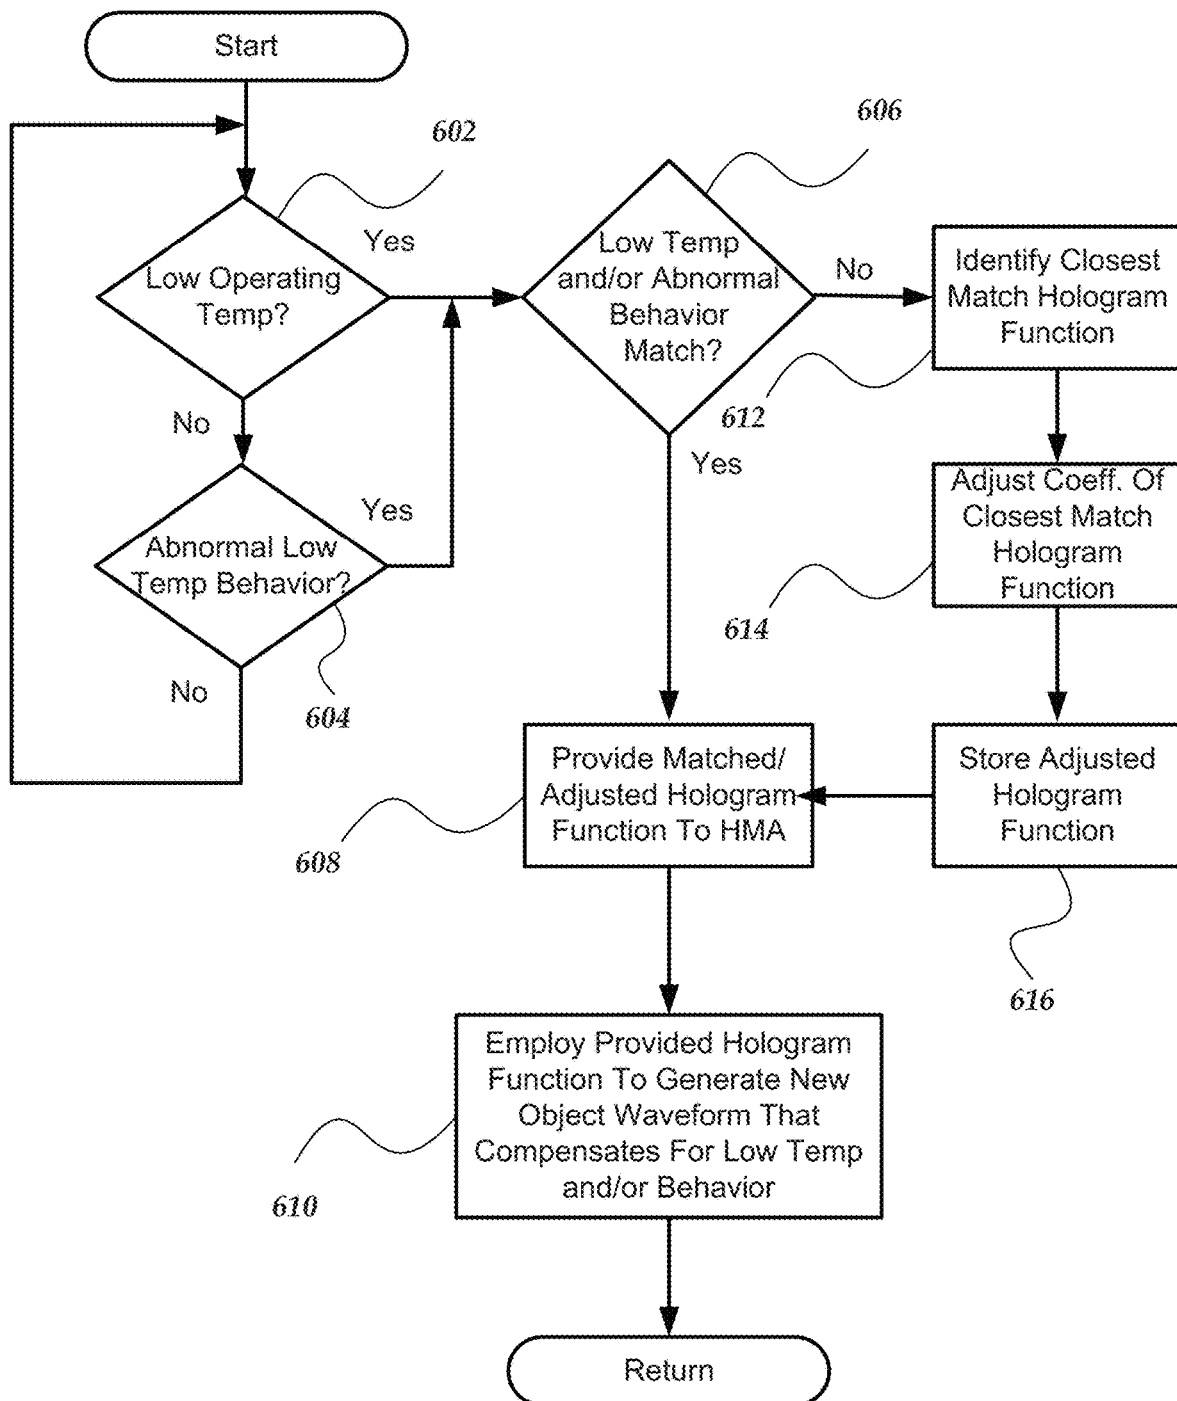 Start
602
Low Operating
Temp?
Yes
No
Abnormal Low
Temp Behavior?
Yes
No
604
606
Low Temp
and/or Abnormal
Behavior
Match?
No
Yes
Identify Closest
Match Hologram
Function
612
Adjust Coeff. Of
Closest Match
Hologram
Function
614
Store Adjusted
Hologram
Function
616
Provide Matched/
Adjusted Hologram
Function To HMA
608
Employ Provided Hologram
Function To Generate New
Object Waveform That
Compensates For Low Temp
and/or Behavior
610
Return